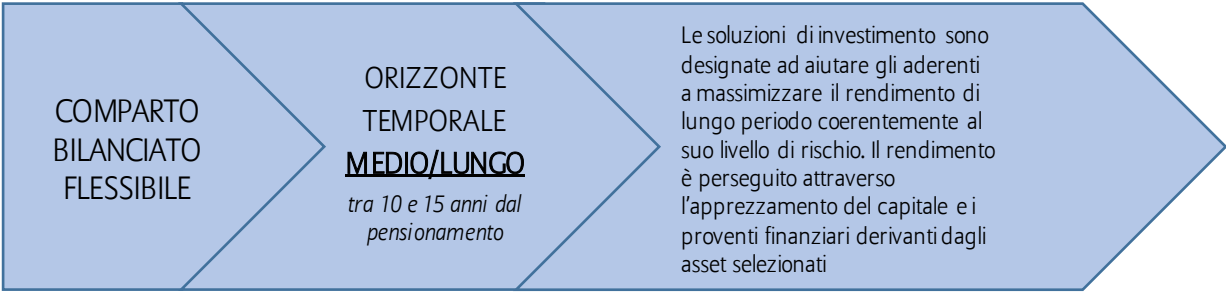 COMPARTO
BILANCIATO
FLESSIBILE
ORIZZONTE
TEMPORALE
MEDIO/LUNGO
tra 10 e 15 anni dal
pensionamento
Le soluzioni di investimento sono
designate ad aiutare gli aderenti
a massimizzare il rendimento di
lungo periodo coerentemente al
suo livello di rischio. Il rendimento
è perseguito attraverso
l'apprezzamento del capitale e i
proventi finanziari derivanti dagli
asset selezionati